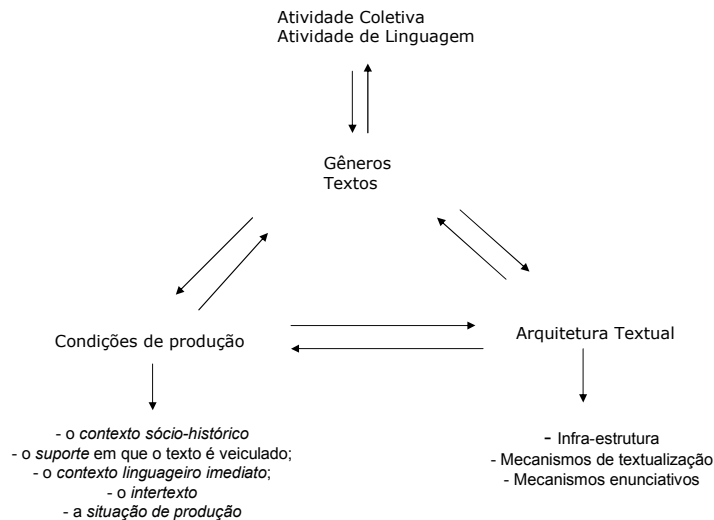 Atividade Coletiva
Atividade de Linguagem
Gêneros
Textos
Condições de produção
Arquitetura Textual
- o contexto sócio-histórico
- o suporte em que o texto é veiculado;
- o contexto linguageiro imediato;
- o intertexto
- a situação de produção
- Infra-estrutura
- Mecanismos de textualização
- Mecanismos enunciativos